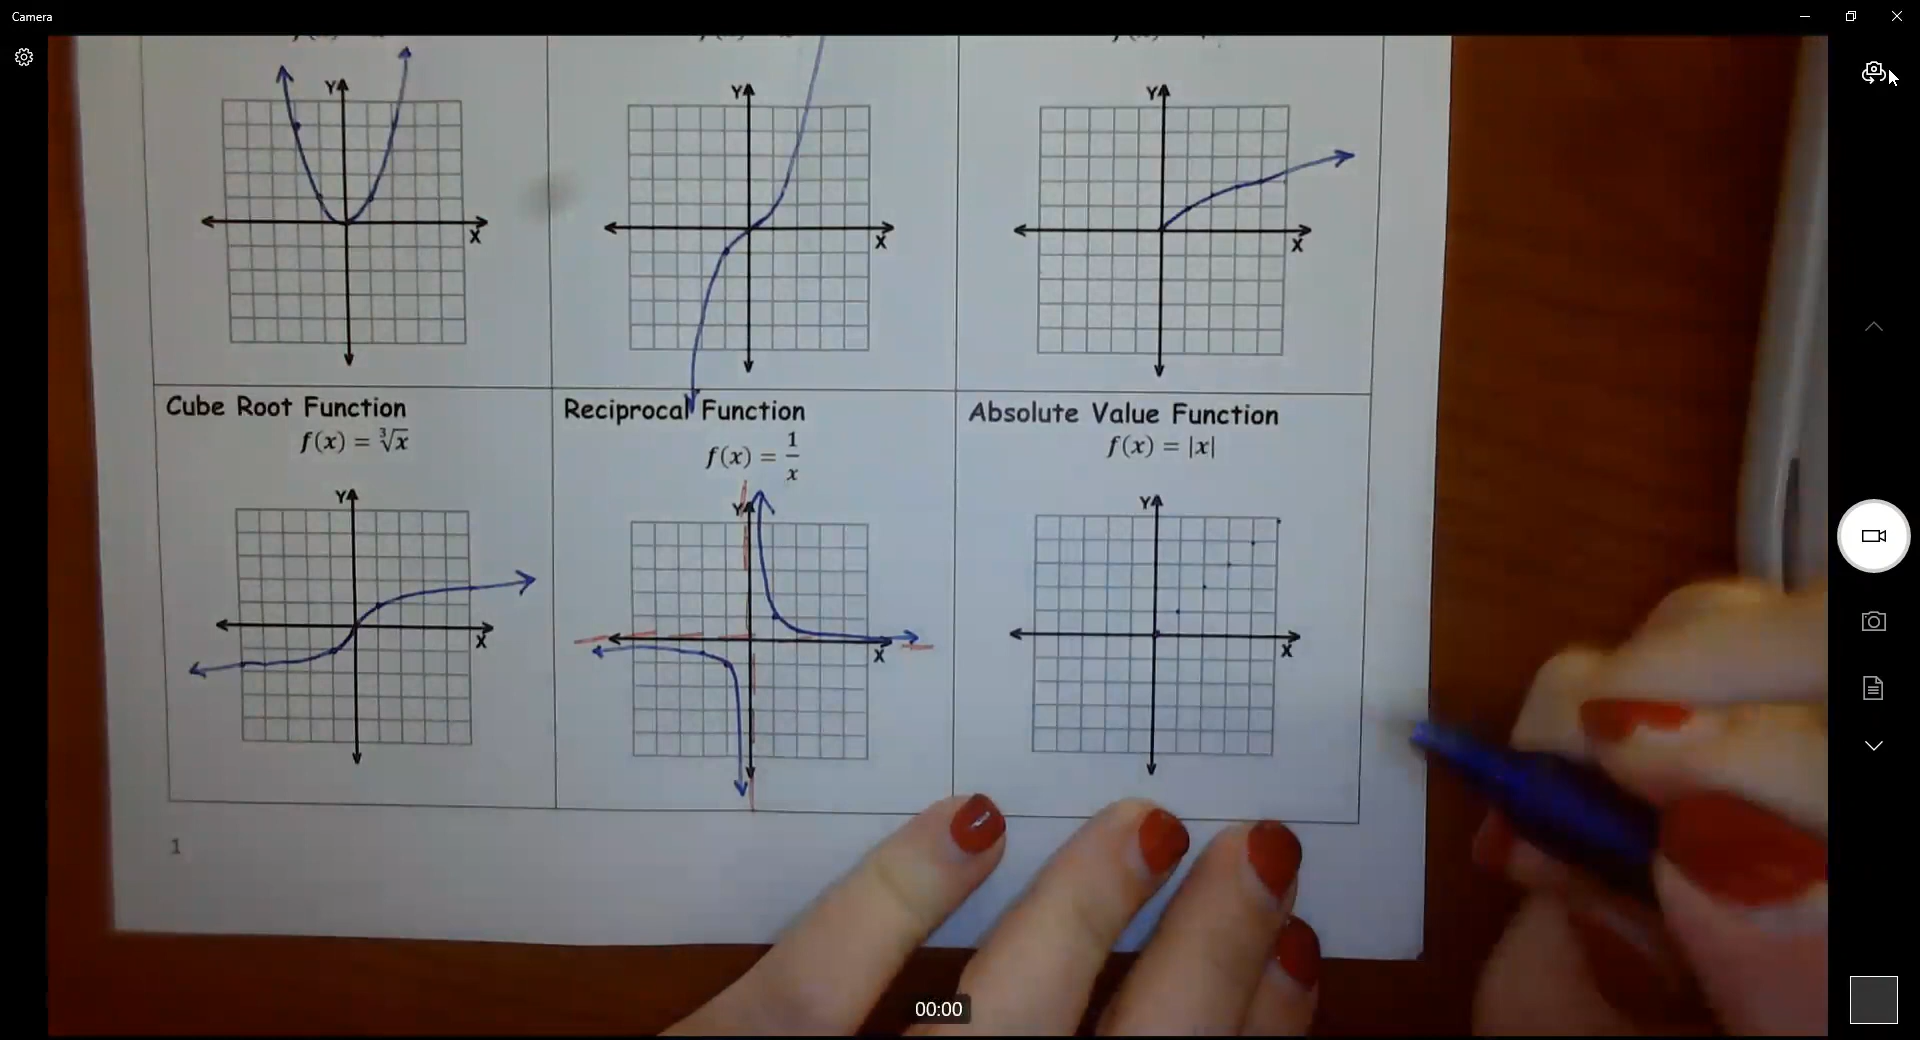 Camera
Y
X
Y
X
Y
X
Cube Root Function
f(x) = ∛x
Y
X
Reciprocal Function
f(x) = 1/x
Y
X
Absolute Value Function
f(x) = |x|
Y
X
1
00:00